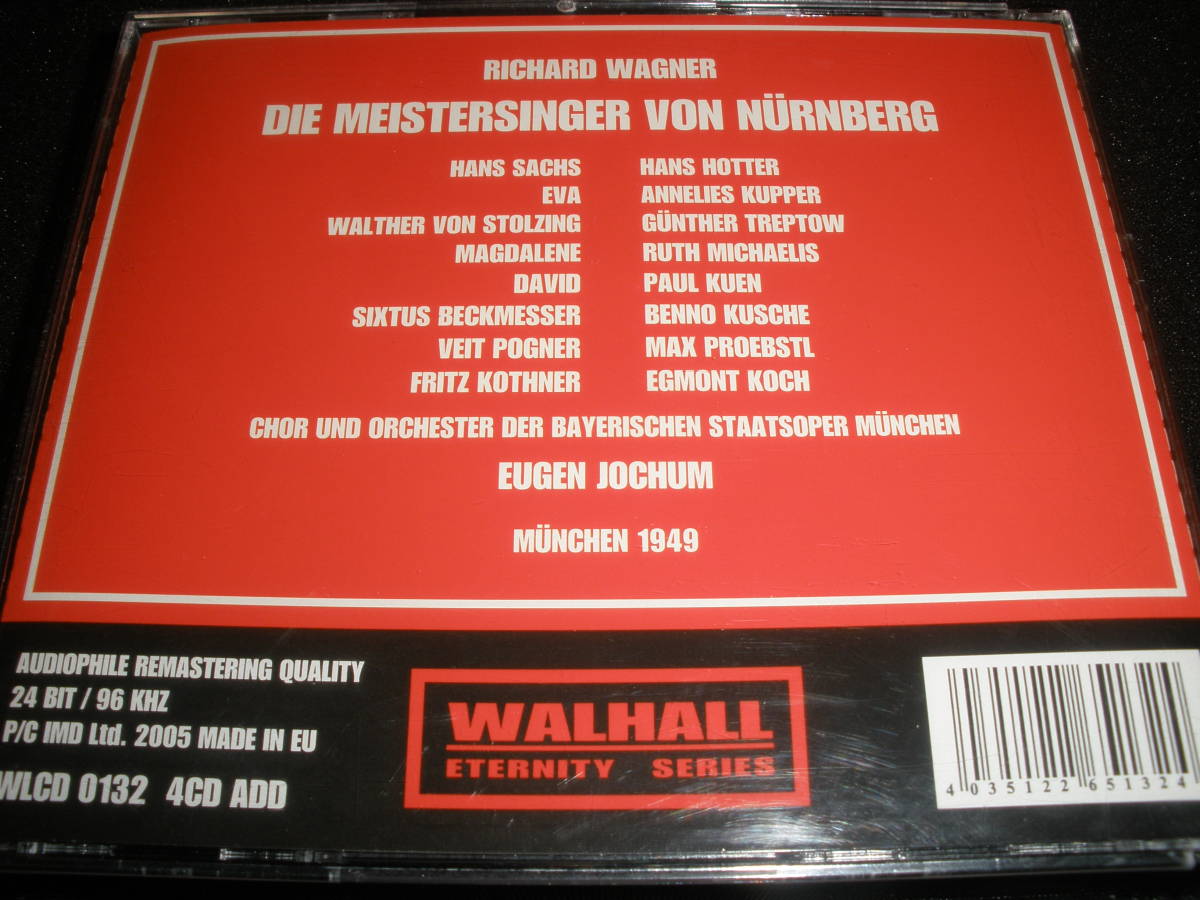 RICHARD WAGNER
DIE MEISTERSINGER VON NÜRNBERG
HANS SACHS HANS HOTTER
EVA ANNELIES KUPPER
WALTHER VON STOLZING GÜNTHER TREPTOW
MAGDALENE RUTH MICHAELIS
DAVID PAUL KUEN
SIXTUS BECKMESSER BENNO KUSCHE
VEIT POGNER MAX PROEBSTL
FRITZ KOTHNER EGMONT KOCH
CHOR UND ORCHESTER DER BAYERISCHEN STAATSOPER MÜNCHEN
EUGEN JOCHUM
MÜNCHEN 1949
AUDIOPHILE REMASTERING QUALITY
24 BIT / 96 KHZ
P/C IMD Ltd. 2005 MADE IN EU
WLCD 0132 4CD ADD
WALHALL
ETERNITY SERIES
4 035122 651324